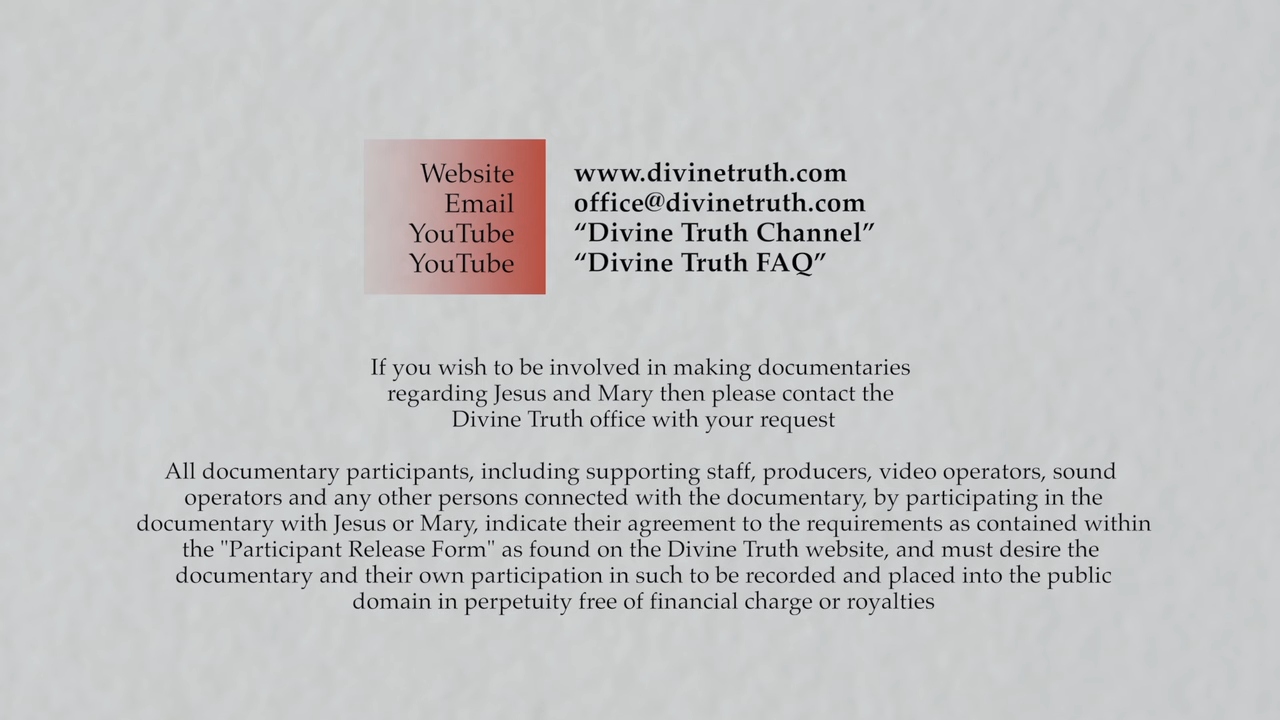 Website www.divinetruth.com
Email office@divinetruth.com
YouTube “Divine Truth Channel”
YouTube “Divine Truth FAQ”
If you wish to be involved in making documentaries
regarding Jesus and Mary then please contact the
Divine Truth office with your request
All documentary participants, including supporting staff, producers, video operators, sound
operators and any other persons connected with the documentary, by participating in the
documentary with Jesus or Mary, indicate their agreement to the requirements as contained within
the "Participant Release Form" as found on the Divine Truth website, and must desire the
documentary and their own participation in such to be recorded and placed into the public
domain in perpetuity free of financial charge or royalties